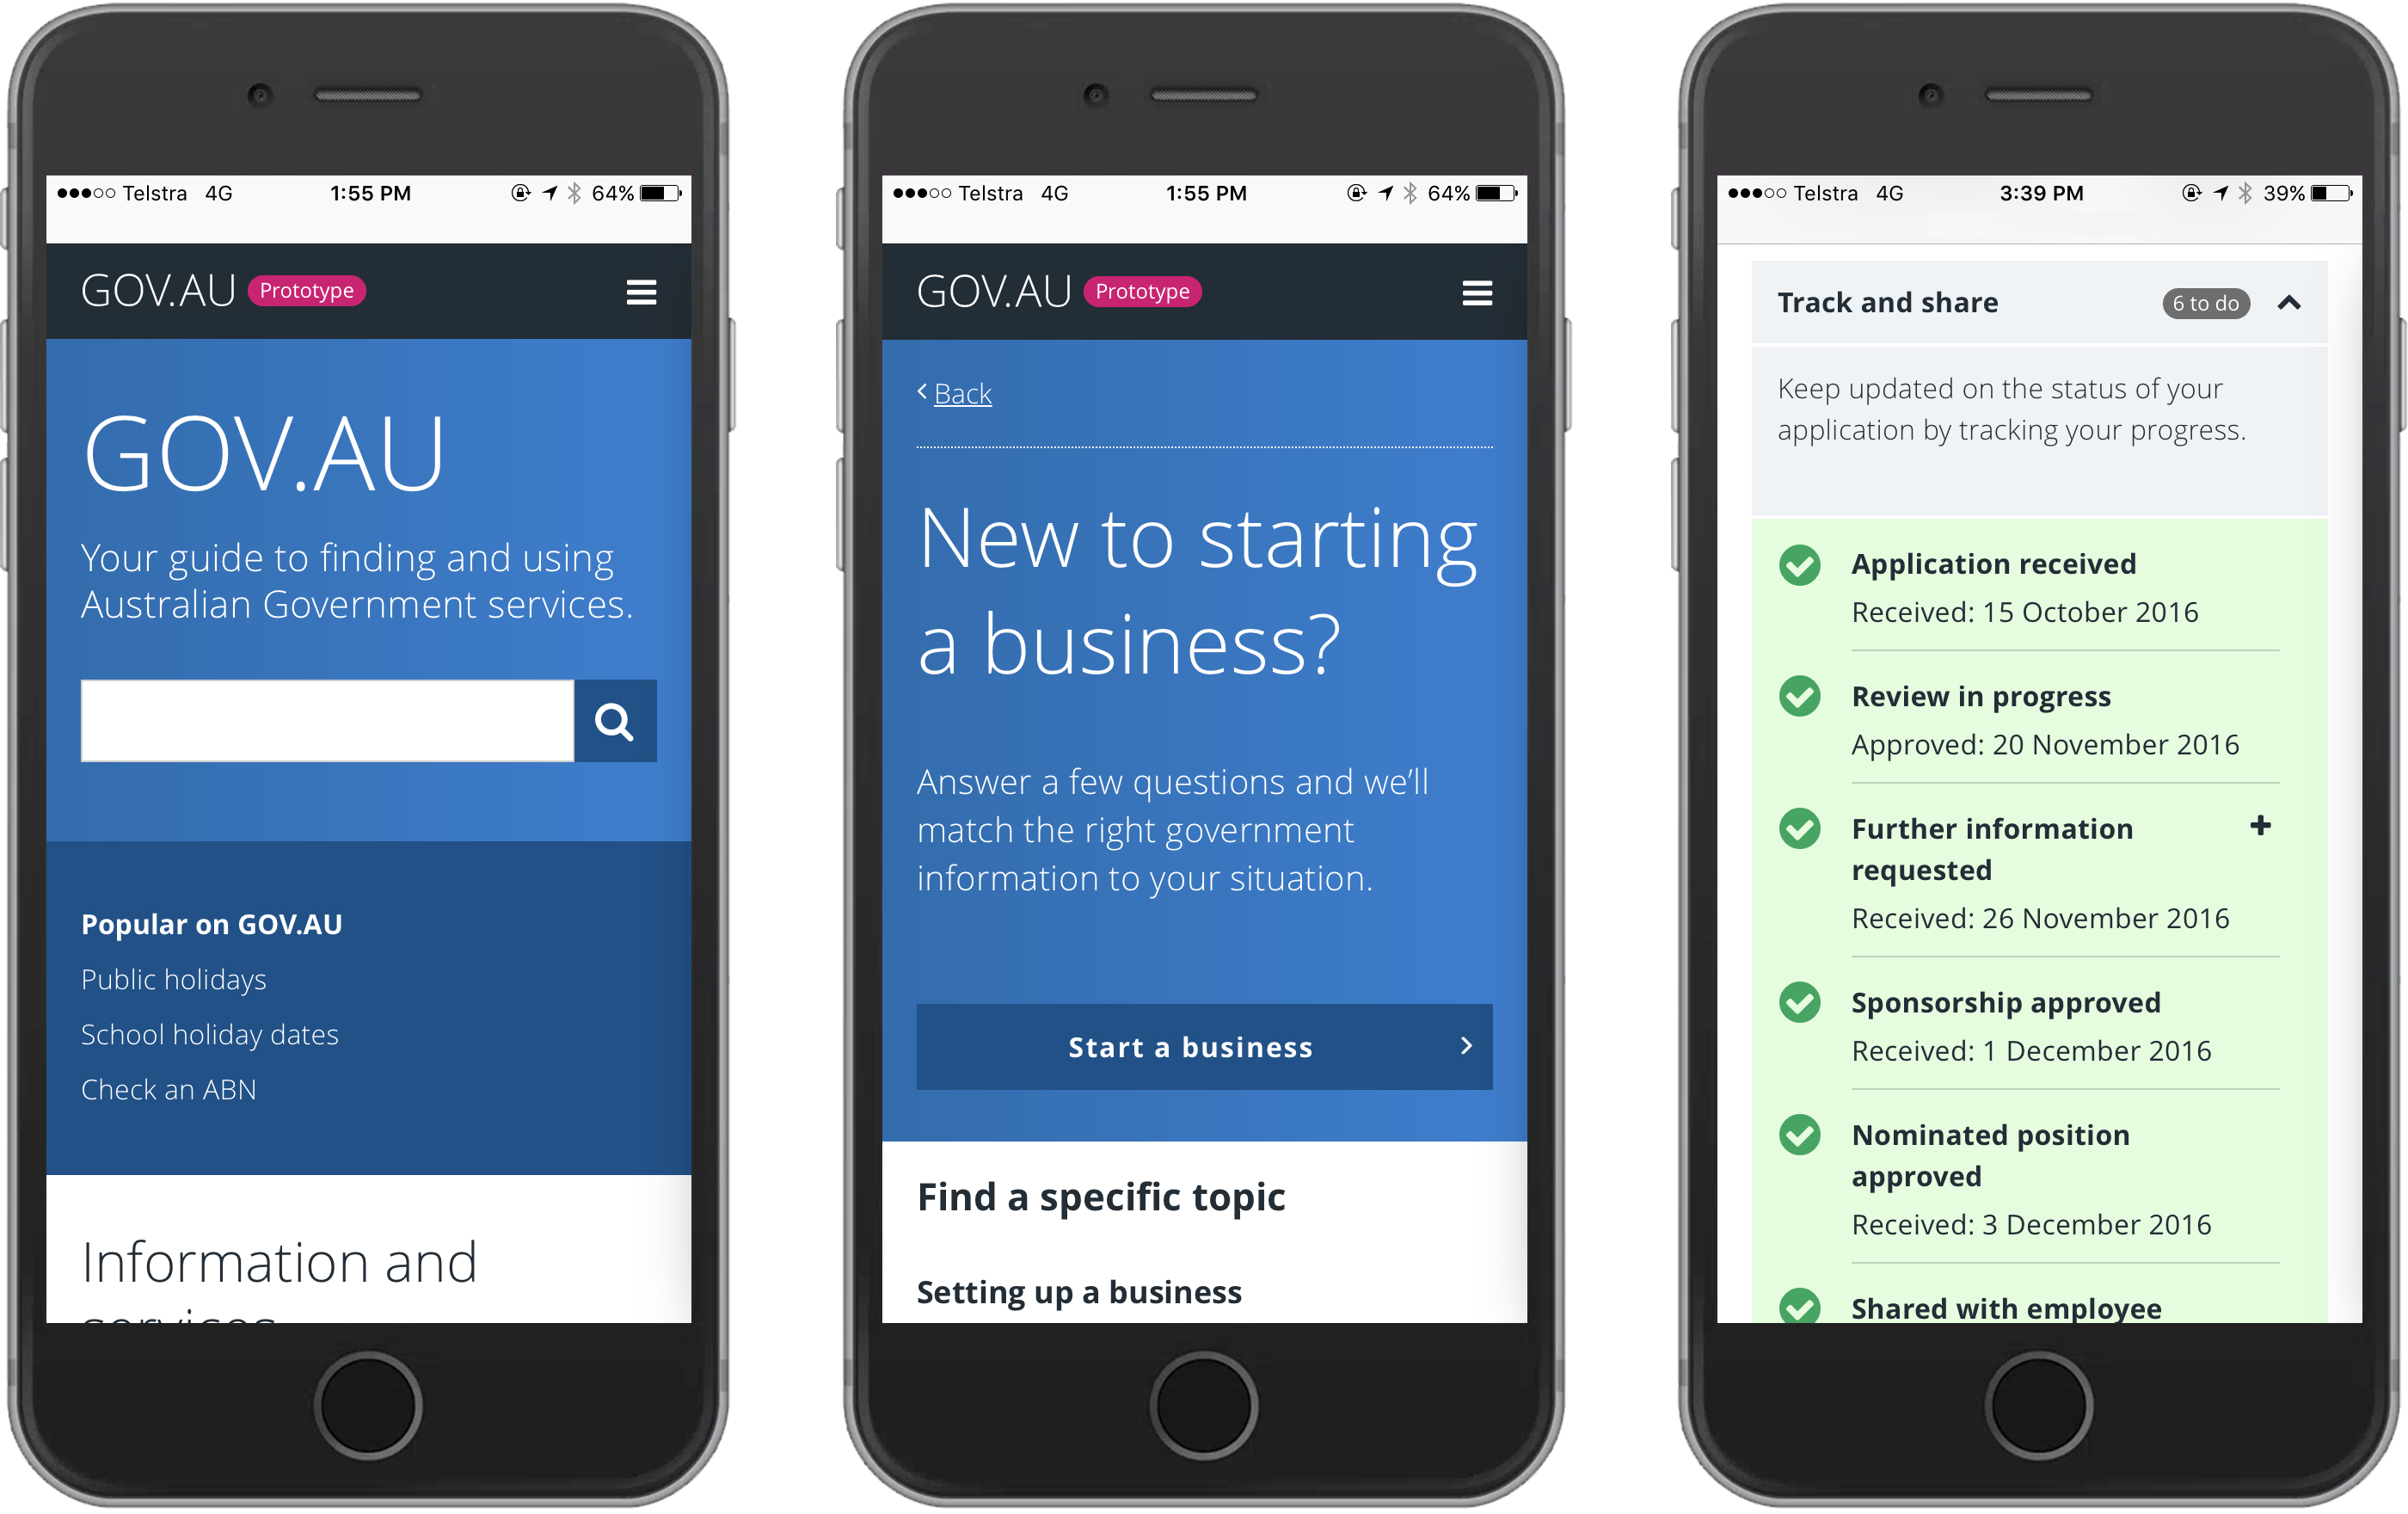 Telstra 4G 1:55 PM 64%
GOV.AU Prototype
GOV.AU
Your guide to finding and using
Australian Government services.
Popular on GOV.AU
Public holidays
School holiday dates
Check an ABN
Information and
services
Telstra 4G 1:55 PM 64%
GOV.AU Prototype
Back
New to starting
a business?
Answer a few questions and we’ll
match the right government
information to your situation.
Start a business
Find a specific topic
Setting up a business
Telstra 4G 3:39 PM 39%
Track and share 6 to do
Keep updated on the status of your
application by tracking your progress.
Application received
Received: 15 October 2016
Review in progress
Approved: 20 November 2016
Further information
requested
Received: 26 November 2016
Sponsorship approved
Received: 1 December 2016
Nominated position
approved
Received: 3 December 2016
Shared with employee